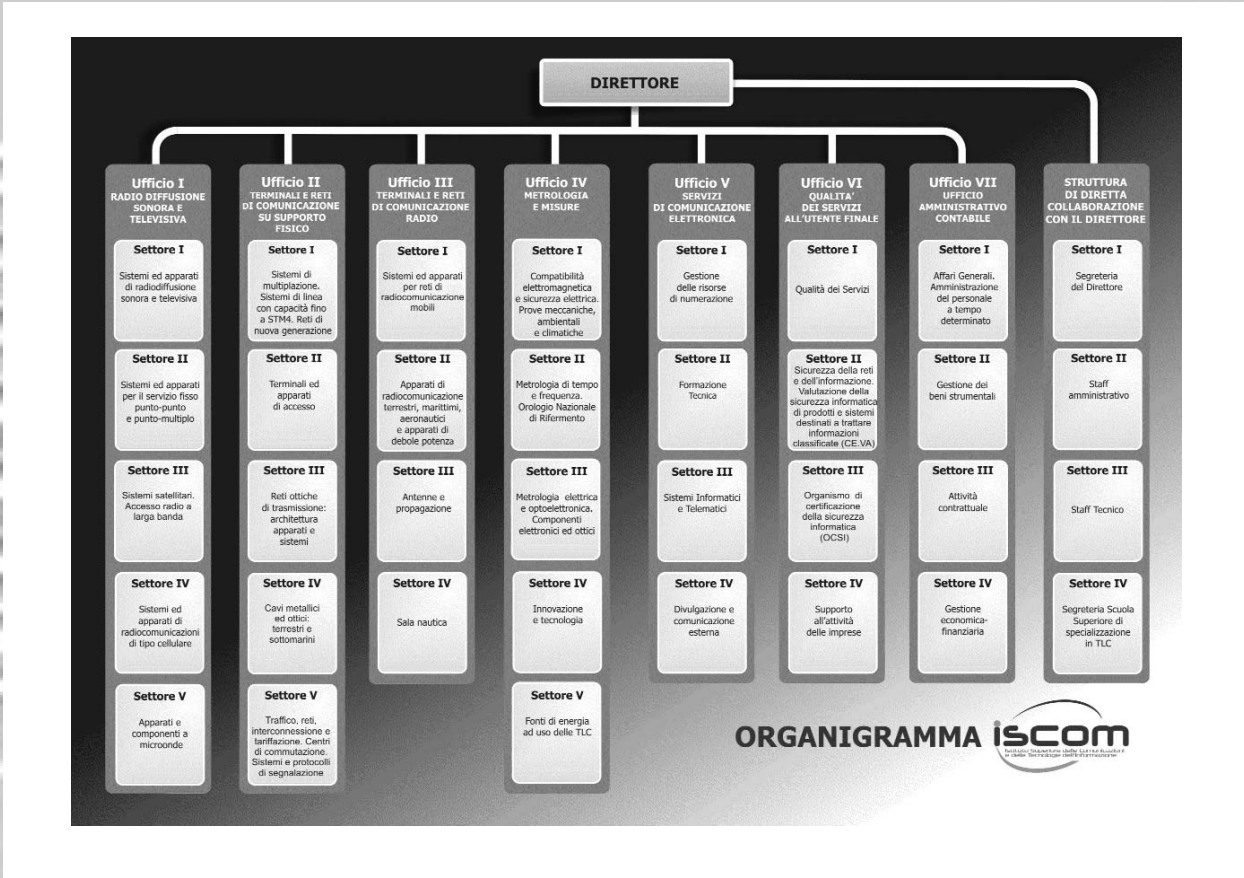 DIRETTORE
Ufficio I
RADIO DIFFUSIONE
SONORA E
TELEVISIVA
Settore I
Sistemi ed apparati
di radiodiffusione
sonora e televisiva
Settore II
Sistemi ed apparati
per il servizio fisso
punto-punto
e punto-multiplo
Settore III
Sistemi satellitari.
Accesso radio a
larga banda
Settore IV
Sistemi ed
apparati di
radiocomunicazioni
di tipo cellulare
Settore V
Apparati e
componenti a
microonde
Ufficio II
TERMINALI E RETI
DI COMUNICAZIONE
SU SUPPORTO
FISICO
Settore I
Sistemi di
multiplazione.
Sistemi di linea
con capacità fino
a STM4. Reti di
nuova generazione
Settore II
Terminali ed
apparati
di accesso
Settore III
Reti ottiche
di trasmissione:
architettura
apparati e
sistemi
Settore IV
Cavi metallici
ed ottici:
terrestri e
sottomarini
Settore V
Traffico, reti,
interconnessione e
tariffazione. Centri
di commutazione.
Sistemi e protocolli
di segnalazione
Ufficio III
TERMINALI E RETI
DI COMUNICAZIONE
RADIO
Settore I
Sistemi ed apparati
per reti di
radiocomunicazione
mobili
Settore II
Apparati di
radiocomunicazione
terrestri, marittimi,
aeronautici
e apparati di
debole potenza
Settore III
Antenne e
propagazione
Settore IV
Sala nautica
Ufficio IV
METROLOGIA
E MISURE
Settore I
Compatibilità
elettromagnetica
e sicurezza elettrica.
Prove meccaniche,
ambientali
e climatiche
Settore II
Metrologia di tempo
e frequenza.
Orologio Nazionale
di Rifermento
Settore III
Metrologia elettrica
e optoelettronica.
Componenti
elettronici ed ottici
Settore IV
Innovazione
e tecnologia
Settore V
Fonti di energia
ad uso delle TLC
Ufficio V
SERVIZI
DI COMUNICAZIONE
ELETTRONICA
Settore I
Gestione
delle risorse
di numerazione
Settore II
Formazione
Tecnica
Settore III
Sistemi Informatici
e Telematici
Settore IV
Divulgazione e
comunicazione
esterna
Ufficio VI
QUALITA'
DEI SERVIZI
ALL'UTENTE FINALE
Settore I
Qualità dei Servizi
Settore II
Sicurezza della reti
e dell'informazione.
Valutazione della
sicurezza informatica
di prodotti e sistemi
destinati a trattare
informazioni
classificate (CE.VA)
Settore III
Organismo di
certificazione
della sicurezza
informatica
(OCSI)
Settore IV
Supporto
all'attività
delle imprese
Ufficio VII
UFFICIO
AMMINISTRATIVO
CONTABILE
Settore I
Affari Generali.
Amministrazione
del personale
a tempo
determinato
Settore II
Gestione dei
beni strumentali
Settore III
Attività
contrattuale
Settore IV
Gestione
economica-
finanziaria
STRUTTURA
DI DIRETTA
COLLABORAZIONE
CON IL DIRETTORE
Settore I
Segreteria
del Direttore
Settore II
Staff
amministrativo
Settore III
Staff Tecnico
Settore IV
Segreteria Scuola
Superiore di
specializzazione
in TLC
ORGANIGRAMMA iscom
Istituto Superiore delle Comunicazioni
e delle Tecnologie dell'Informazione